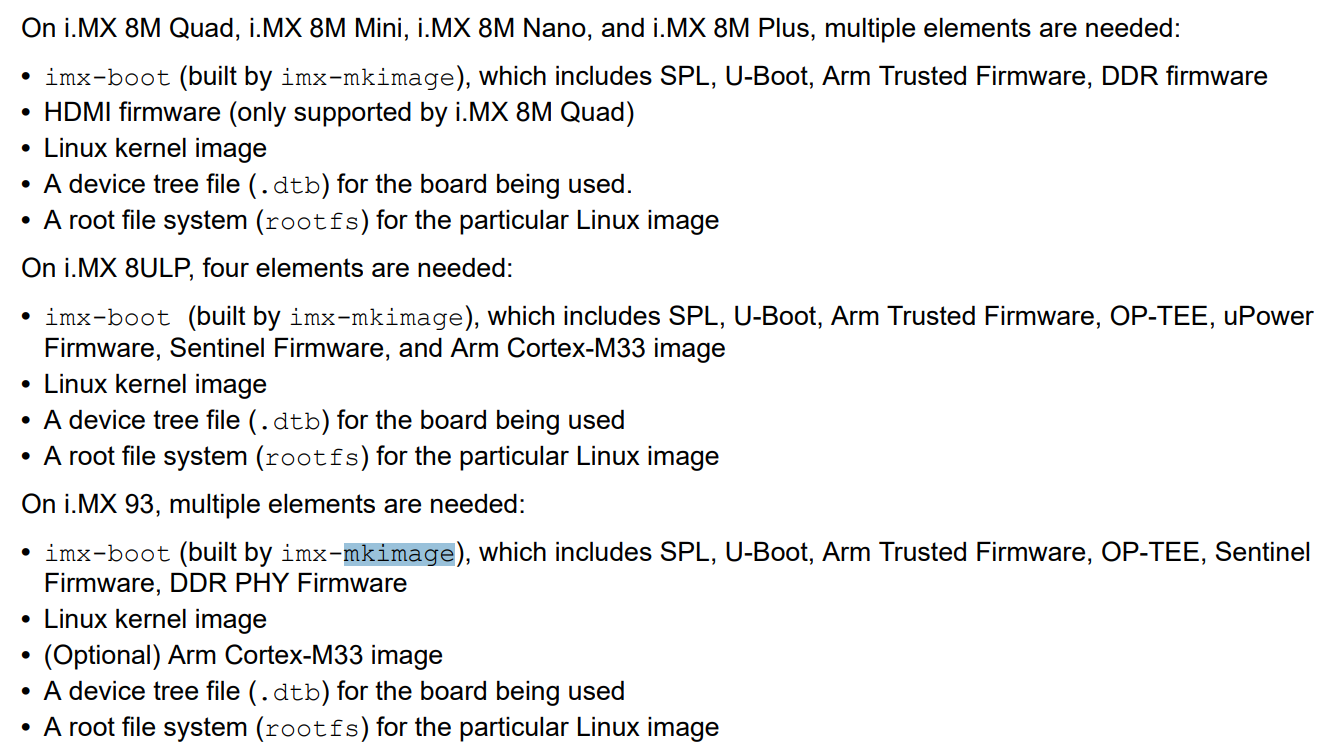 On i.MX 8M Quad, i.MX 8M Mini, i.MX 8M Nano, and i.MX 8M Plus, multiple elements are needed:
• imx-boot (built by imx-mkimage), which includes SPL, U-Boot, Arm Trusted Firmware, DDR firmware
• HDMI firmware (only supported by i.MX 8M Quad)
• Linux kernel image
• A device tree file (.dtb) for the board being used.
• A root file system (rootfs) for the particular Linux image
On i.MX 8ULP, four elements are needed:
• imx-boot (built by imx-mkimage), which includes SPL, U-Boot, Arm Trusted Firmware, OP-TEE, uPower
Firmware, Sentinel Firmware, and Arm Cortex-M33 image
• Linux kernel image
• A device tree file (.dtb) for the board being used
• A root file system (rootfs) for the particular Linux image
On i.MX 93, multiple elements are needed:
• imx-boot (built by imx-mkimage), which includes SPL, U-Boot, Arm Trusted Firmware, OP-TEE, Sentinel
Firmware, DDR PHY Firmware
• Linux kernel image
• (Optional) Arm Cortex-M33 image
• A device tree file (.dtb) for the board being used
• A root file system (rootfs) for the particular Linux image